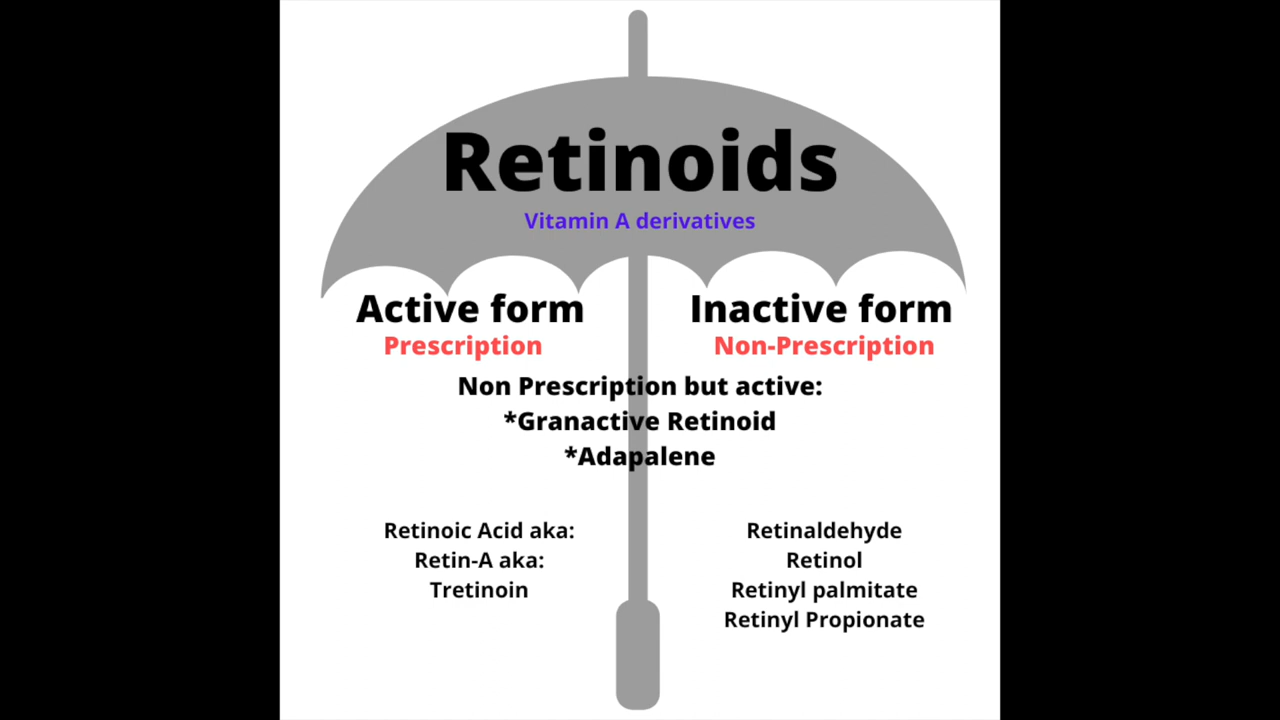 Retinoids
Vitamin A derivatives
Active form
Prescription
Inactive form
Non-Prescription
Non Prescription but active:
*Granactive Retinoid
*Adapalene
Retinoic Acid aka:
Retin-A aka:
Tretinoin
Retinaldehyde
Retinol
Retinyl palmitate
Retinyl Propionate